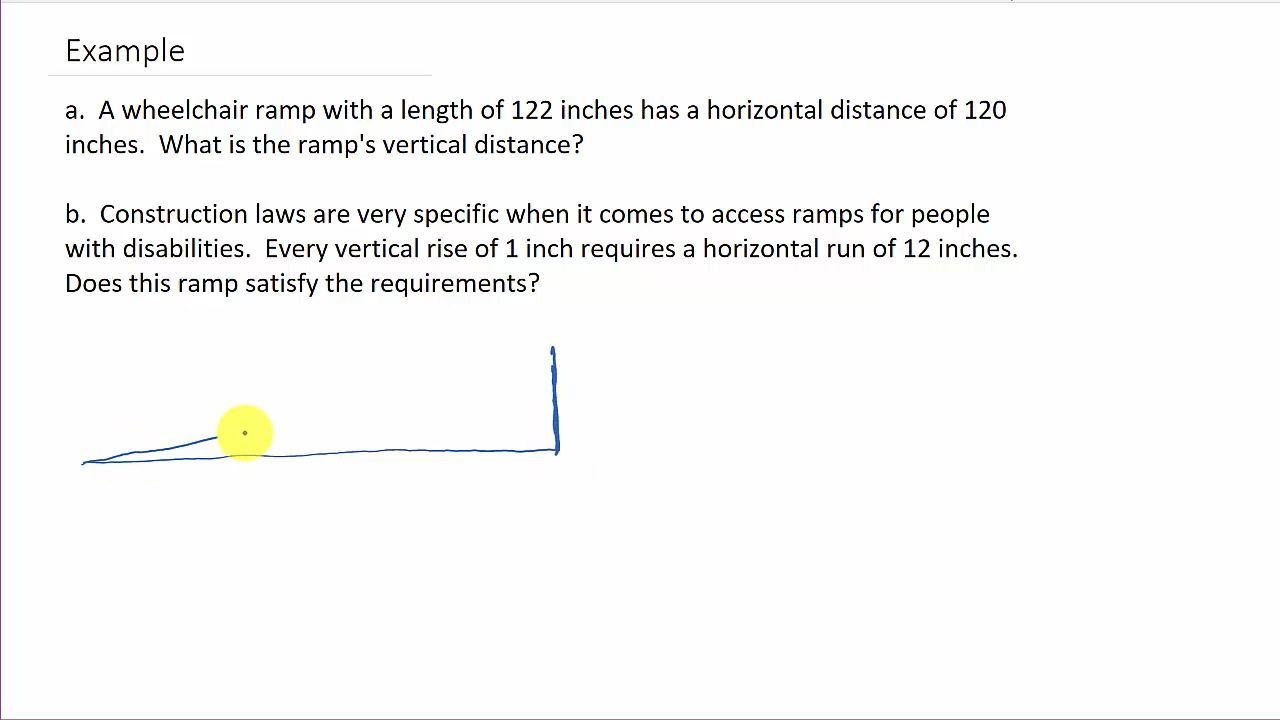 Example
a. A wheelchair ramp with a length of 122 inches has a horizontal distance of 120
inches. What is the ramp's vertical distance?
b. Construction laws are very specific when it comes to access ramps for people
with disabilities. Every vertical rise of 1 inch requires a horizontal run of 12 inches.
Does this ramp satisfy the requirements?